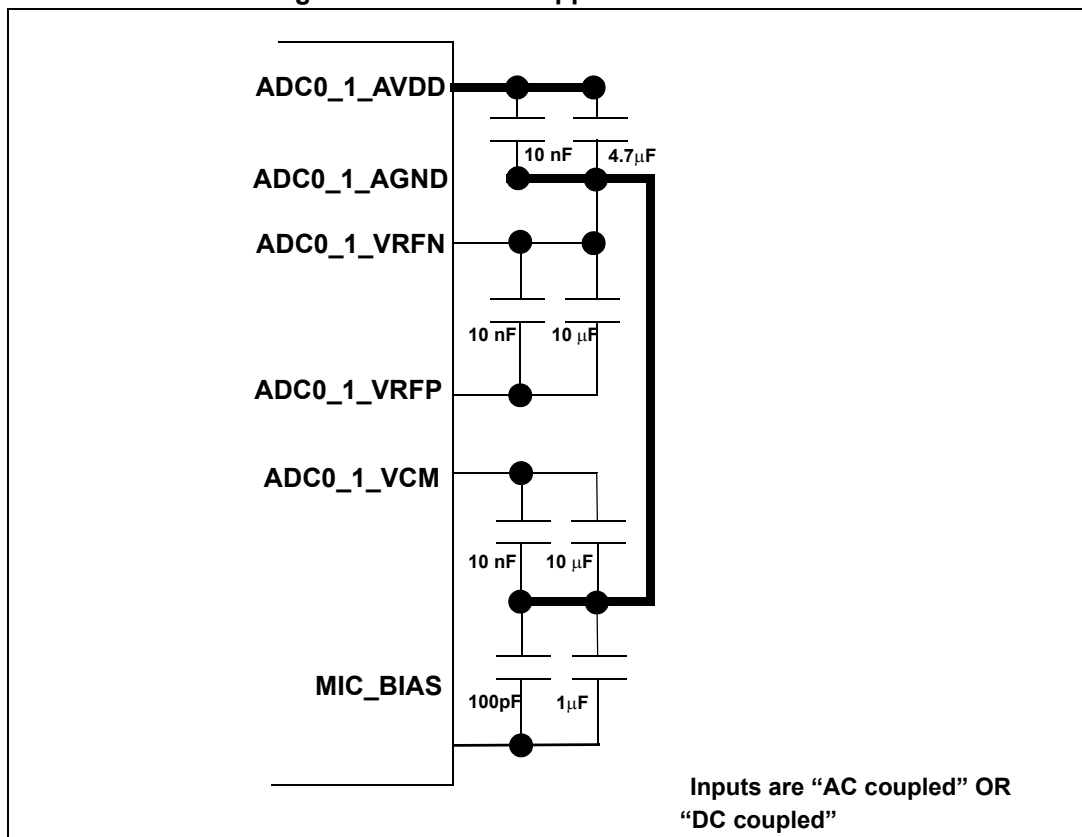 ADC0_1_AVDD
10 nF 4.7μF
ADC0_1_AGND
ADC0_1_VRFN
10 nF 10 μF
ADC0_1_VRFP
ADC0_1_VCM
10 nF 10 μF
MIC_BIAS
100pF 1μF
Inputs are “AC coupled” OR
“DC coupled”